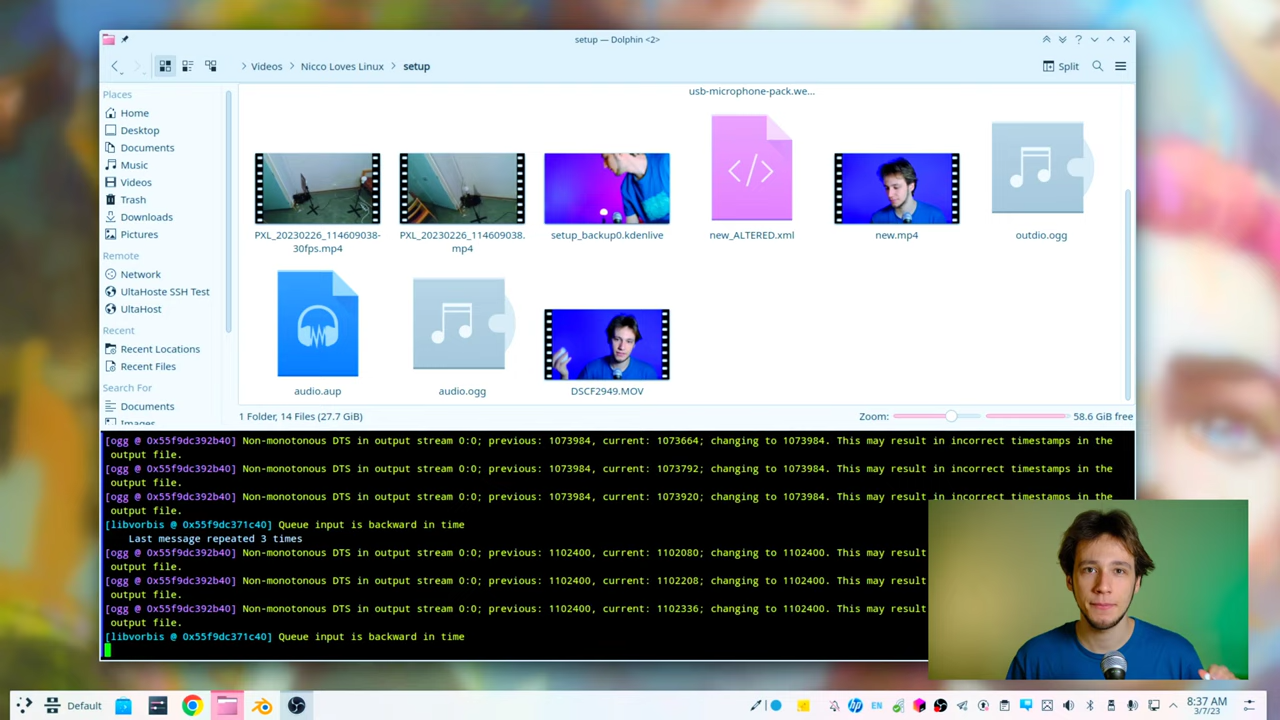 setup — Dolphin <2>
Videos > Nicco Loves Linux > setup
Split
Places
Home
Desktop
Documents
Music
Videos
Trash
Downloads
Pictures
Remote
Network
UltaHoste SSH Test
UltaHost
Recent
Recent Locations
Recent Files
Search For
Documents
Images
usb-microphone-pack.we...
PXL_20230226_114609038-
30fps.mp4
PXL_20230226_114609038.
mp4
setup_backup0.kdenlive
new_ALTERED.xml
new.mp4
outdio.ogg
audio.aup
audio.ogg
DSCF2949.MOV
1 Folder, 14 Files (27.7 GiB)
Zoom:
58.6 GiB free
[ogg @ 0x55f9dc392b40] Non-monotonous DTS in output stream 0:0; previous: 1073984, current: 1073664; changing to 1073984. This may result in incorrect timestamps in the
output file.
[ogg @ 0x55f9dc392b40] Non-monotonous DTS in output stream 0:0; previous: 1073984, current: 1073792; changing to 1073984. This may result in incorrect timestamps in the
output file.
[ogg @ 0x55f9dc392b40] Non-monotonous DTS in output stream 0:0; previous: 1073984, current: 1073920; changing to 1073984. This may result in incorrect timestamps in the
output file.
[libvorbis @ 0x55f9dc371c40] Queue input is backward in time
Last message repeated 3 times
[ogg @ 0x55f9dc392b40] Non-monotonous DTS in output stream 0:0; previous: 1102400, current: 1102080; changing to 1102400. This may result
output file.
[ogg @ 0x55f9dc392b40] Non-monotonous DTS in output stream 0:0; previous: 1102400, current: 1102208; changing to 1102400. This may result
output file.
[ogg @ 0x55f9dc392b40] Non-monotonous DTS in output stream 0:0; previous: 1102400, current: 1102336; changing to 1102400. This may result
output file.
[libvorbis @ 0x55f9dc371c40] Queue input is backward in time
Default
EN
8:37 AM
3/7/23